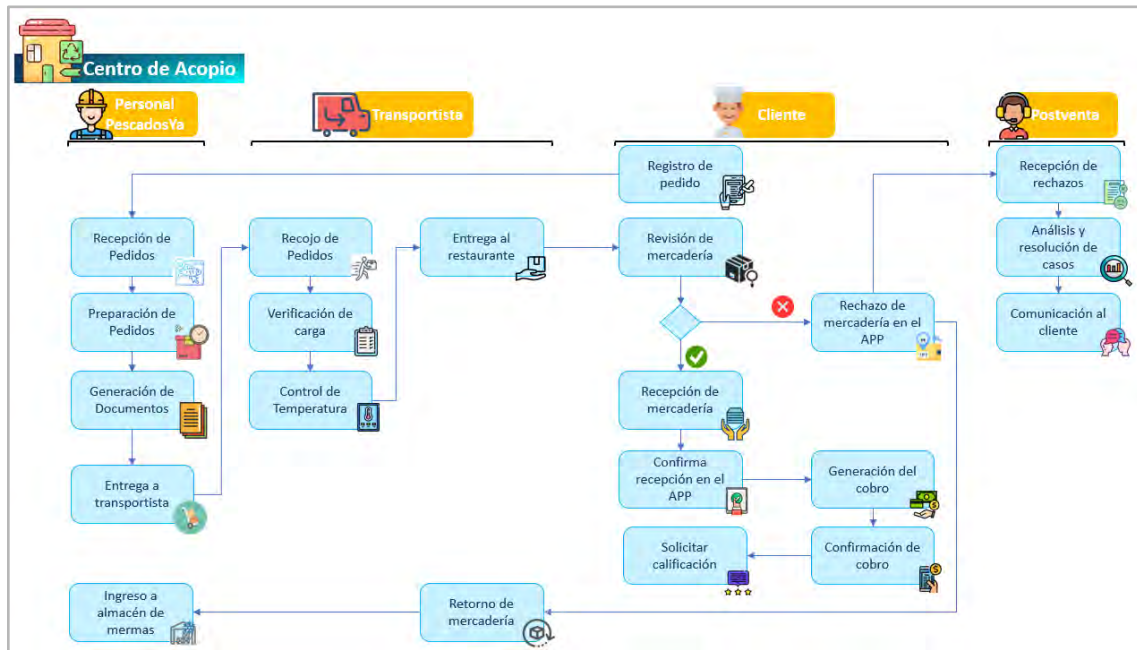 Centro de Acopio
Personal
PescadosYa
Transportista
Cliente
Postventa
Registro de
pedido
Recepción de
rechazos
Recepción de
Pedidos
Recojo de
Pedidos
Entrega al
restaurante
Revisión de
mercadería
Análisis y
resolución de
casos
Preparación de
Pedidos
Verificación de
carga
Rechazo de
mercadería en el
APP
Comunicación al
cliente
Generación de
Documentos
Control de
Temperatura
Recepción de
mercadería
Entrega a
transportista
Confirma
recepción en el
APP
Generación del
cobro
Solicitar
calificación
Confirmación de
cobro
Ingreso a
almacén de
mermas
Retorno de
mercadería